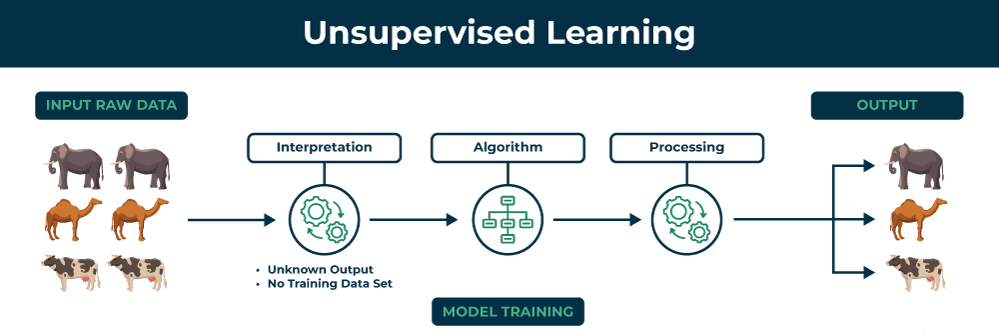 Unsupervised Learning
INPUT RAW DATA
OUTPUT
Interpretation
Algorithm
Processing
• Unknown Output
• No Training Data Set
MODEL TRAINING